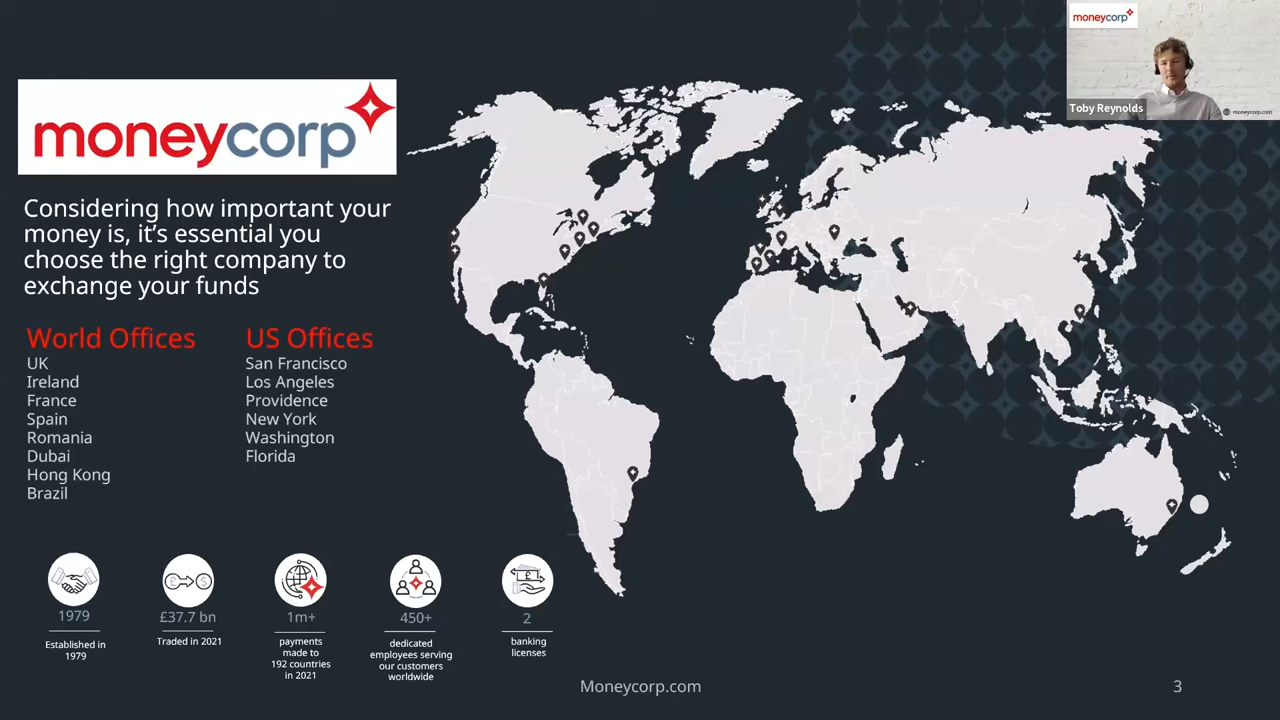 moneycorp
Toby Reynolds
moneycorp.com
moneycorp
Considering how important your
money is, it’s essential you
choose the right company to
exchange your funds
World Offices
UK
Ireland
France
Spain
Romania
Dubai
Hong Kong
Brazil
US Offices
San Francisco
Los Angeles
Providence
New York
Washington
Florida
1979
Established in
1979
£37.7 bn
Traded in 2021
1m+
payments
made to
192 countries
in 2021
450+
dedicated
employees serving
our customers
worldwide
2
banking
licenses
Moneycorp.com
3